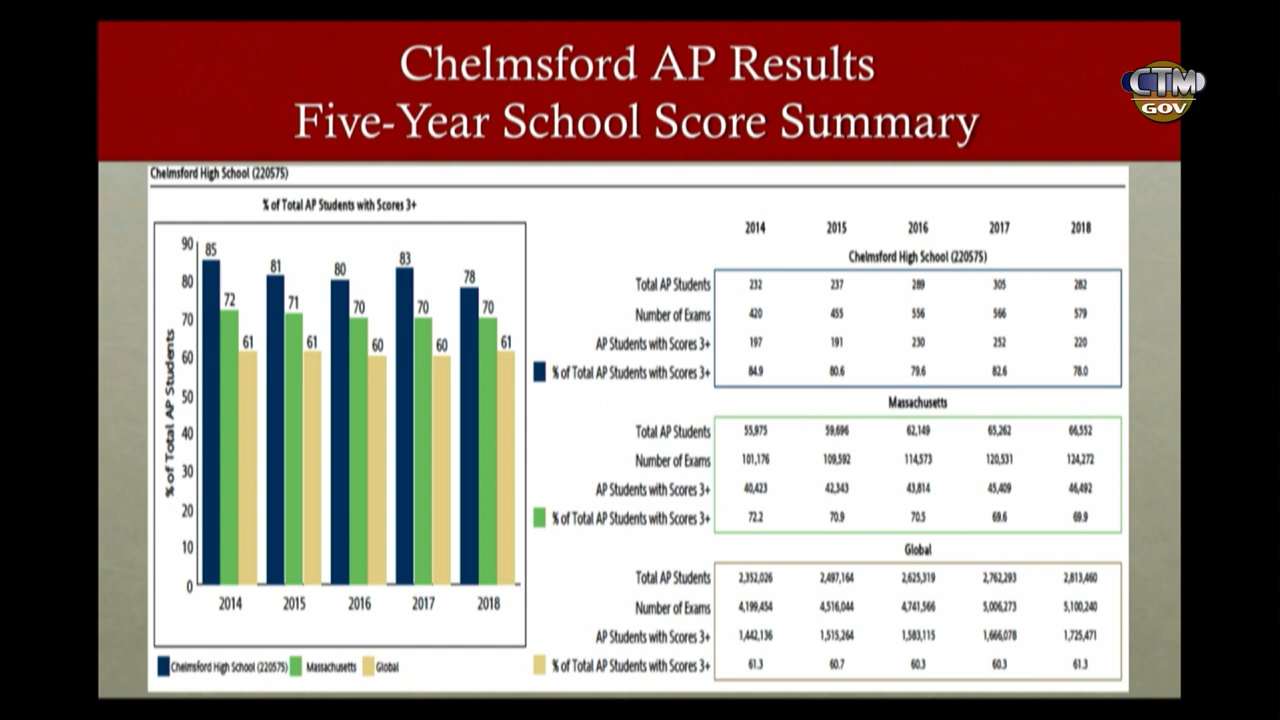 Chelmsford AP Results
Five-Year School Score Summary
CTM
GOV
Chelmsford High School (220575)
% of Total AP Students with Scores 3+
% of Total AP Students
90
80
70
60
50
40
30
20
10
0
85 72 61
81 71 61
80 70 60
83 70 60
78 70 61
2014 2015 2016 2017 2018
Chelmsford High School (220575) Massachusetts Global
2014 2015 2016 2017 2018
Chelmsford High School (220575)
Total AP Students 232 237 289 305 282
Number of Exams 420 455 556 566 579
AP Students with Scores 3+ 197 191 230 252 220
% of Total AP Students with Scores 3+ 84.9 80.6 79.6 82.6 78.0
Massachusetts
Total AP Students 55,975 59,696 62,149 65,262 66,552
Number of Exams 101,176 109,592 114,573 120,531 124,272
AP Students with Scores 3+ 40,423 42,343 43,814 45,409 46,492
% of Total AP Students with Scores 3+ 72.2 70.9 70.5 69.6 69.9
Global
Total AP Students 2,352,026 2,497,164 2,625,319 2,762,293 2,813,460
Number of Exams 4,199,454 4,516,044 4,741,566 5,006,273 5,100,240
AP Students with Scores 3+ 1,442,136 1,515,264 1,583,115 1,666,078 1,725,471
% of Total AP Students with Scores 3+ 61.3 60.7 60.3 60.3 61.3